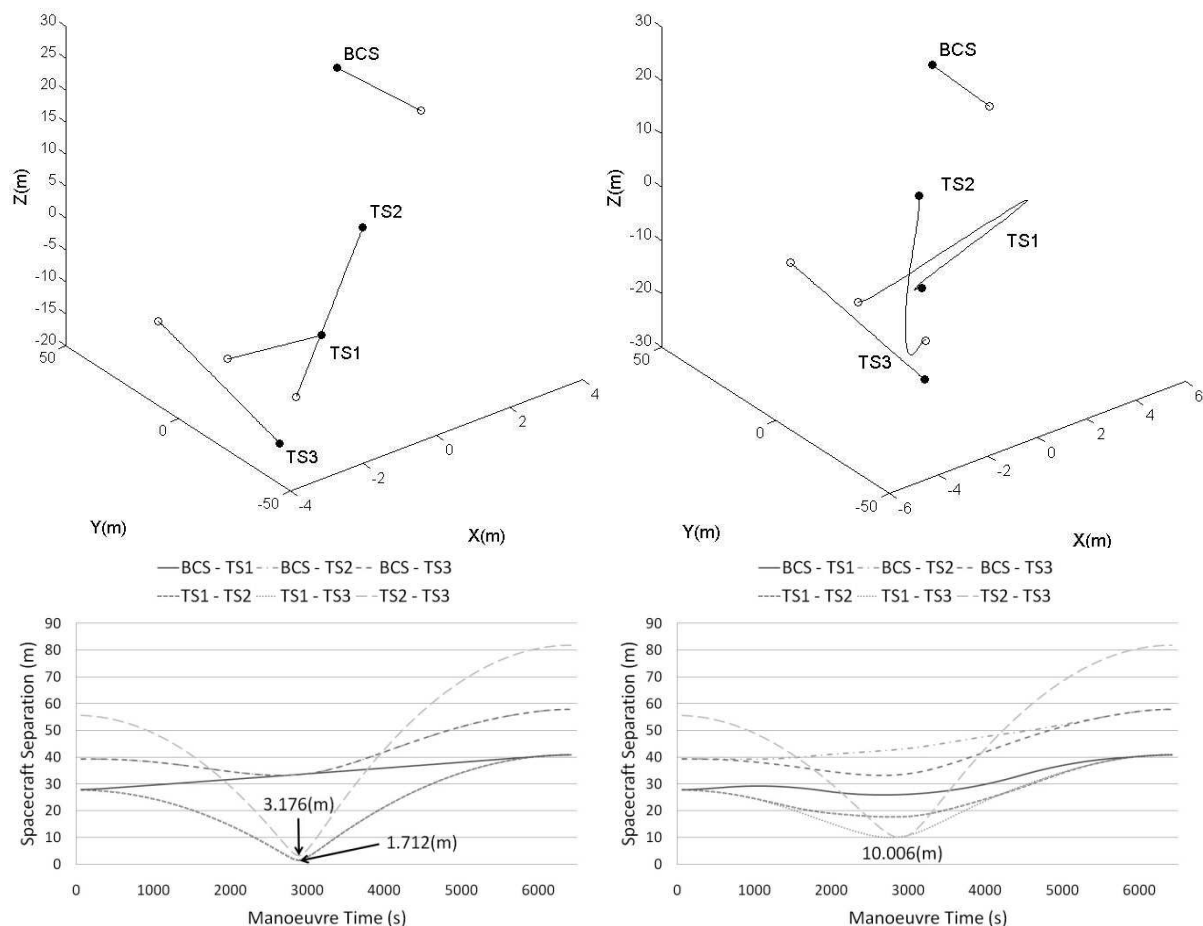 30
25
20
15
10
5
0
-5
-10
-15
-20
Z(m)
50
0
-50
Y(m)
-4
-2
0
2
4
X(m)
BCS
TS2
TS1
TS3
30
20
10
0
-10
-20
-30
Z(m)
50
0
-50
Y(m)
-6
-4
-2
0
2
4
6
X(m)
BCS
TS2
TS1
TS3
BCS - TS1 BCS - TS2 BCS - TS3
TS1 - TS2 TS1 - TS3 TS2 - TS3
Spacecraft Separation (m)
90
80
70
60
50
40
30
20
10
0
3.176(m)
1.712(m)
0 1000 2000 3000 4000 5000 6000
Manoeuvre Time (s)
BCS - TS1 BCS - TS2 BCS - TS3
TS1 - TS2 TS1 - TS3 TS2 - TS3
Spacecraft Separation (m)
90
80
70
60
50
40
30
20
10
0
10.006(m)
0 1000 2000 3000 4000 5000 6000
Manoeuvre Time (s)